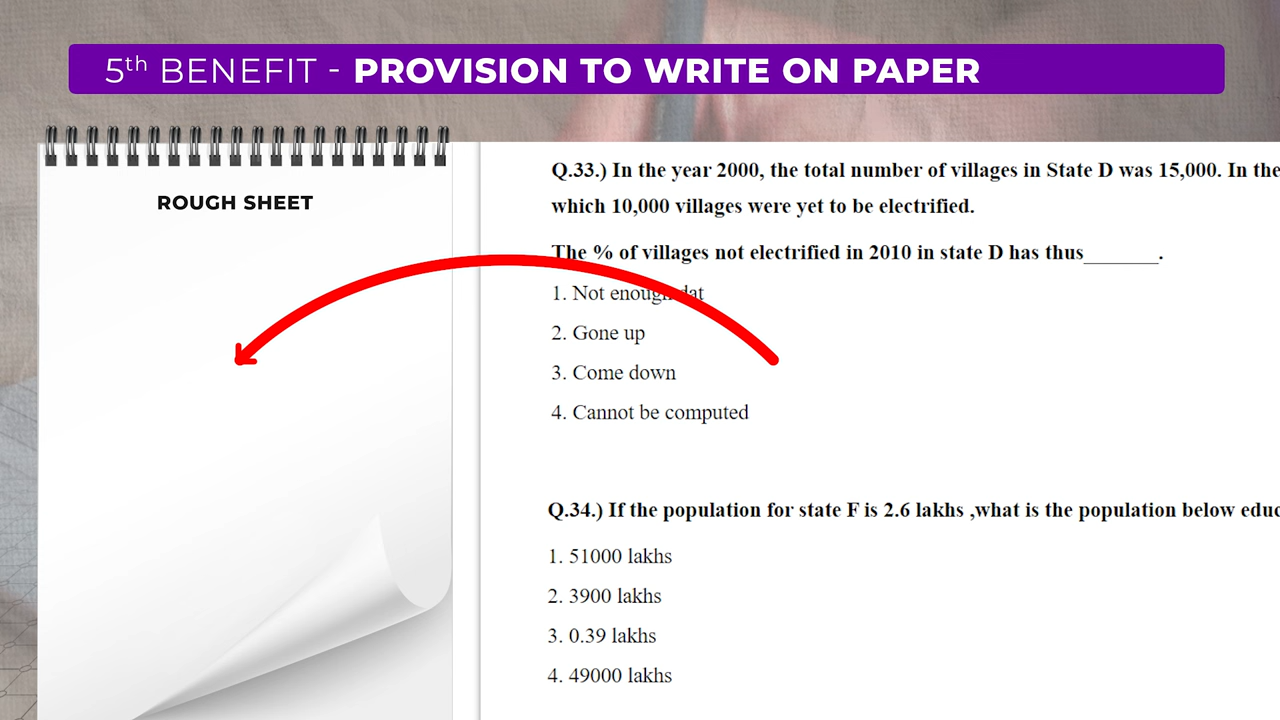 5th BENEFIT - PROVISION TO WRITE ON PAPER
ROUGH SHEET
Q.33.) In the year 2000, the total number of villages in State D was 15,000. In the
which 10,000 villages were yet to be electrified.
The % of villages not electrified in 2010 in state D has thus_______.
1. Not enough dat
2. Gone up
3. Come down
4. Cannot be computed
Q.34.) If the population for state F is 2.6 lakhs ,what is the population below
1. 51000 lakhs
2. 3900 lakhs
3. 0.39 lakhs
4. 49000 lakhs